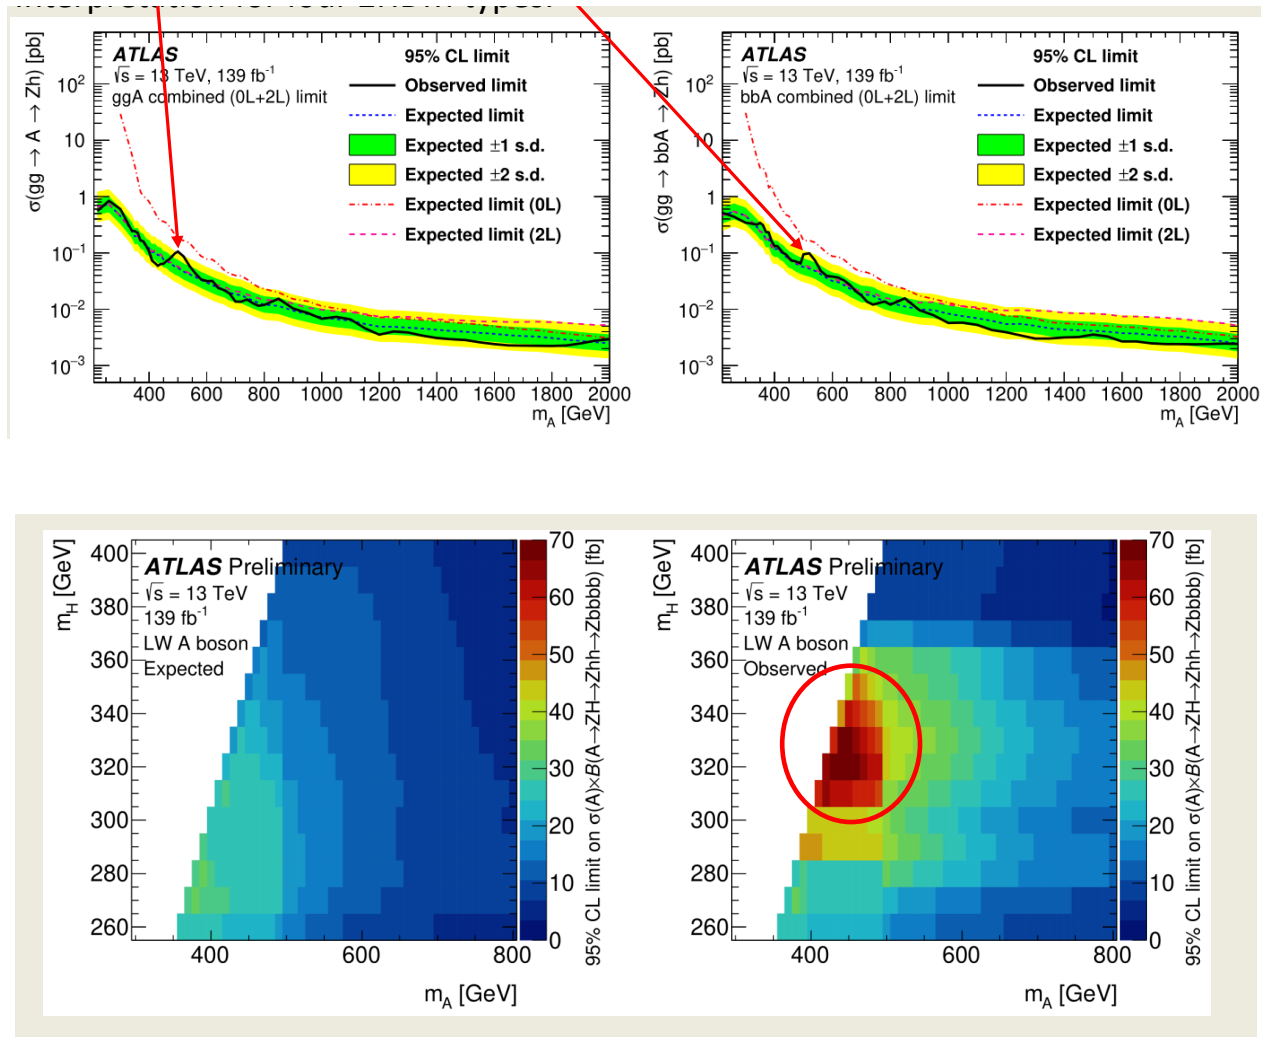 interpretation for four 2HDM types.
σ(gg → A → Zh) [pb]
ATLAS
√s = 13 TeV, 139 fb⁻¹
ggA combined (0L+2L) limit
95% CL limit
Observed limit
Expected limit
Expected ±1 s.d.
Expected ±2 s.d.
Expected limit (0L)
Expected limit (2L)
10²
10
1
10⁻¹
10⁻²
10⁻³
400 600 800 1000 1200 1400 1600 1800 2000
m_A [GeV]
σ(gg → bbA → Zh) [pb]
ATLAS
√s = 13 TeV, 139 fb⁻¹
bbA combined (0L+2L) limit
95% CL limit
Observed limit
Expected limit
Expected ±1 s.d.
Expected ±2 s.d.
Expected limit (0L)
Expected limit (2L)
10²
10
1
10⁻¹
10⁻²
10⁻³
400 600 800 1000 1200 1400 1600 1800 2000
m_A [GeV]
m_H [GeV]
ATLAS Preliminary
√s = 13 TeV
139 fb⁻¹
LW A boson
Expected
400
380
360
340
320
300
280
260
400 600 800
m_A [GeV]
70
60
50
40
30
20
10
0
95% CL limit on σ(A)×B(A→ZH→Zhh→Zbbbb) [fb]
m_H [GeV]
ATLAS Preliminary
√s = 13 TeV
139 fb⁻¹
LW A boson
Observed
400
380
360
340
320
300
280
260
400 600 800
m_A [GeV]
70
60
50
40
30
20
10
0
95% CL limit on σ(A)×B(A→ZH→Zhh→Zbbbb) [fb]